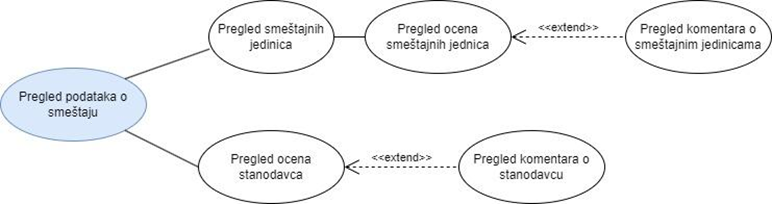 Pregled smeštajnih
jedinica
Pregled ocena
smeštajnih jednica
<<extend>>
Pregled komentara o
smeštajnim jedinicama
Pregled podataka o
smeštaju
Pregled ocena
stanodavca
<<extend>>
Pregled komentara o
stanodavcu